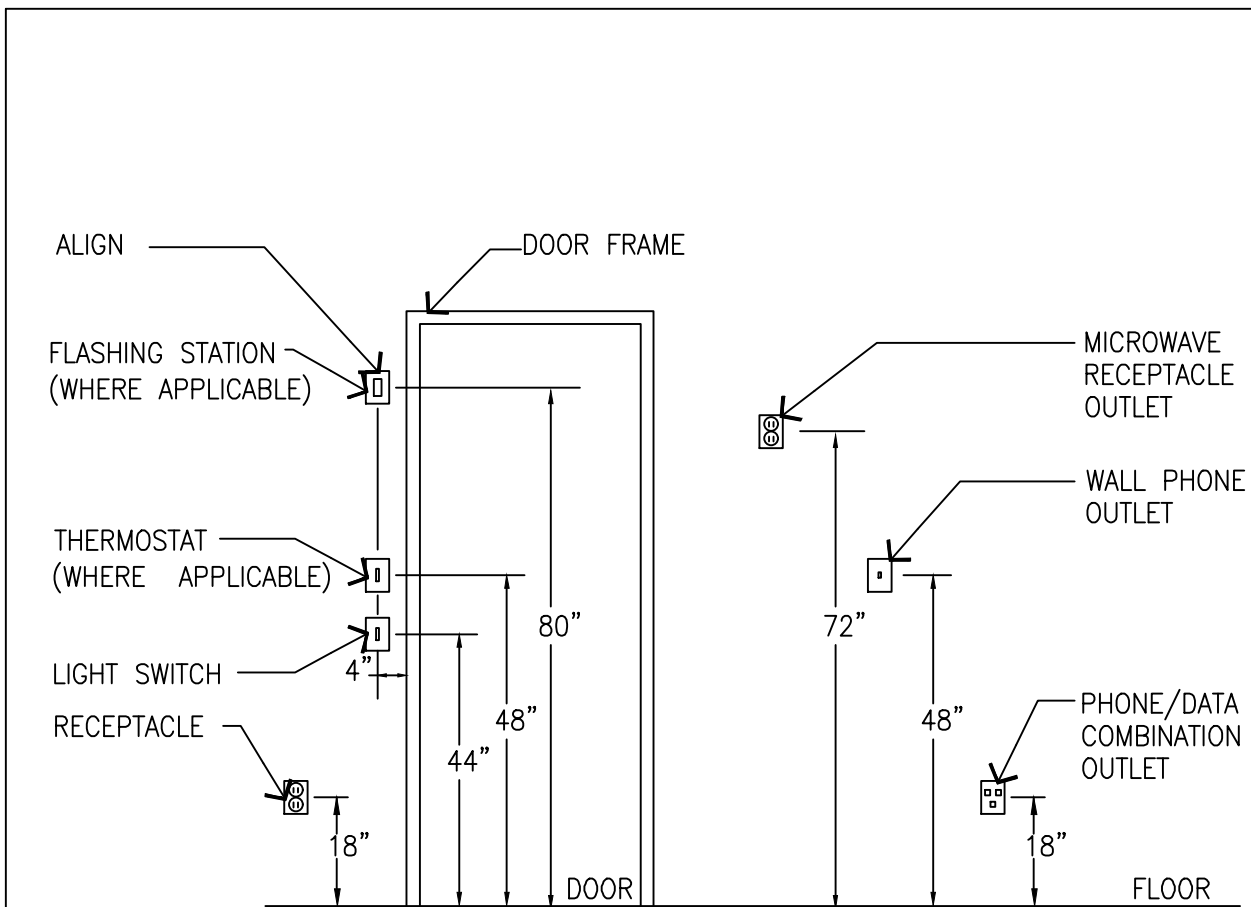 ALIGN
DOOR FRAME
FLASHING STATION
(WHERE APPLICABLE)
MICROWAVE
RECEPTACLE
OUTLET
WALL PHONE
OUTLET
THERMOSTAT
(WHERE APPLICABLE)
80”
72”
LIGHT SWITCH
4”
RECEPTACLE
48”
48”
PHONE/DATA
COMBINATION
OUTLET
44”
18”
18”
DOOR
FLOOR